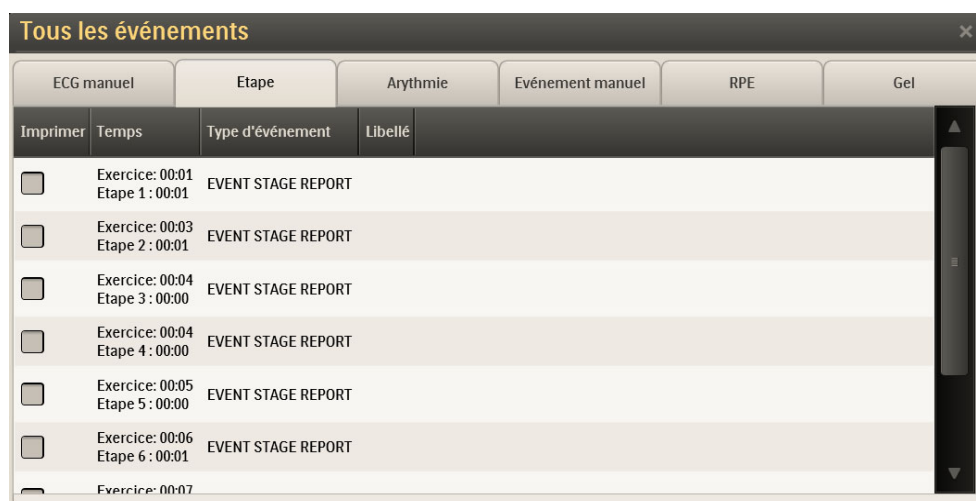 Tous les événements
ECG manuel Etape Arythmie Evénement manuel RPE Gel
Imprimer Temps Type d'événement Libellé
Exercice: 00:01
Etape 1 : 00:01 EVENT STAGE REPORT
Exercice: 00:03
Etape 2 : 00:01 EVENT STAGE REPORT
Exercice: 00:04
Etape 3 : 00:00 EVENT STAGE REPORT
Exercice: 00:04
Etape 4 : 00:00 EVENT STAGE REPORT
Exercice: 00:05
Etape 5 : 00:00 EVENT STAGE REPORT
Exercice: 00:06
Etape 6 : 00:01 EVENT STAGE REPORT
Exercice: 00:07